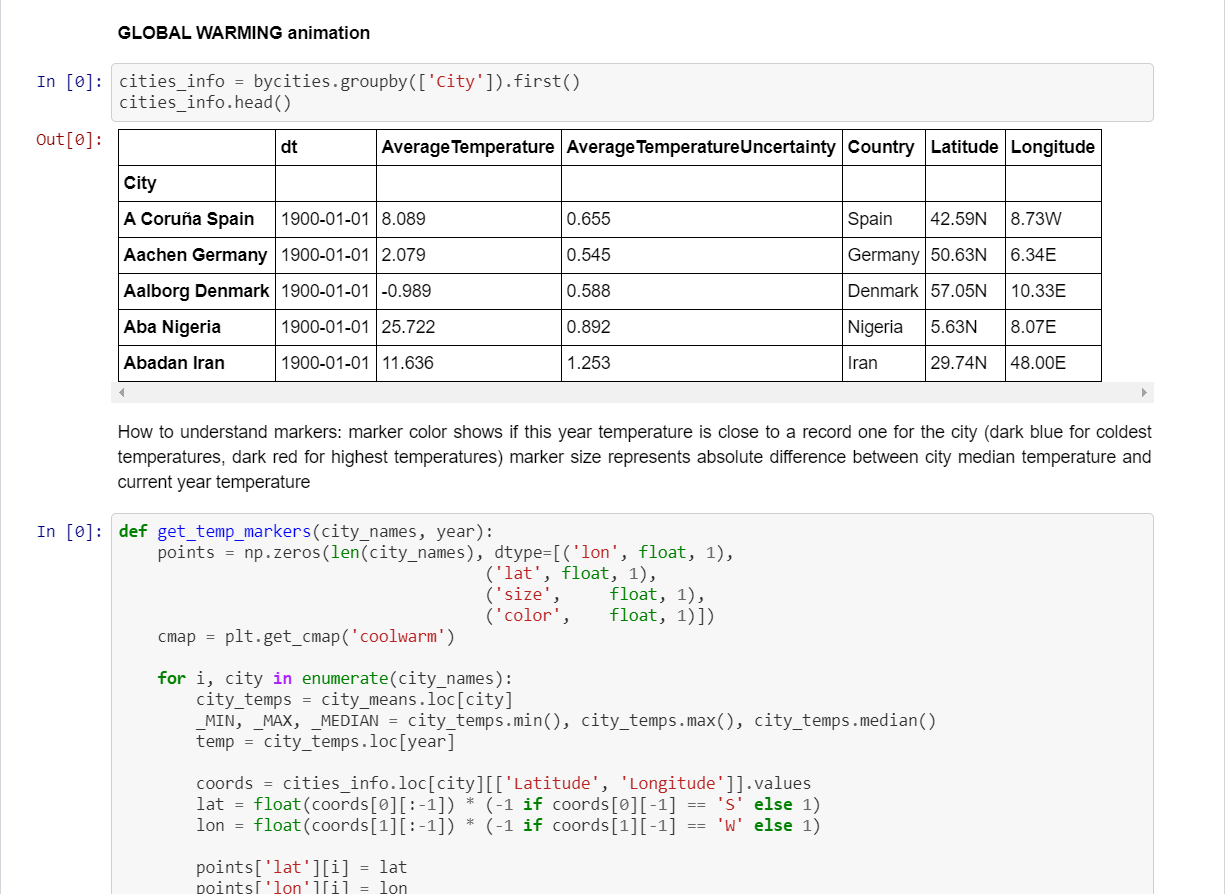 GLOBAL WARMING animation
In [0]: cities_info = bycities.groupby(['City']).first()
cities_info.head()
Out[0]:
dt AverageTemperature AverageTemperatureUncertainty Country Latitude Longitude
City
A Coruña Spain 1900-01-01 8.089 0.655 Spain 42.59N 8.73W
Aachen Germany 1900-01-01 2.079 0.545 Germany 50.63N 6.34E
Aalborg Denmark 1900-01-01 -0.989 0.588 Denmark 57.05N 10.33E
Aba Nigeria 1900-01-01 25.722 0.892 Nigeria 5.63N 8.07E
Abadan Iran 1900-01-01 11.636 1.253 Iran 29.74N 48.00E
How to understand markers: marker color shows if this year temperature is close to a record one for the city (dark blue for coldest
temperatures, dark red for highest temperatures) marker size represents absolute difference between city median temperature and
current year temperature
In [0]: def get_temp_markers(city_names, year):
points = np.zeros(len(city_names), dtype=[('lon', float, 1),
('lat', float, 1),
('size', float, 1),
('color', float, 1)])
cmap = plt.get_cmap('coolwarm')
for i, city in enumerate(city_names):
city_temps = city_means.loc[city]
_MIN, _MAX, _MEDIAN = city_temps.min(), city_temps.max(), city_temps.median()
temp = city_temps.loc[year]
coords = cities_info.loc[city][['Latitude', 'Longitude']].values
lat = float(coords[0][:-1]) * (-1 if coords[0][-1] == 'S' else 1)
lon = float(coords[1][:-1]) * (-1 if coords[1][-1] == 'W' else 1)
points['lat'][i] = lat
points['lon'][i] = lon